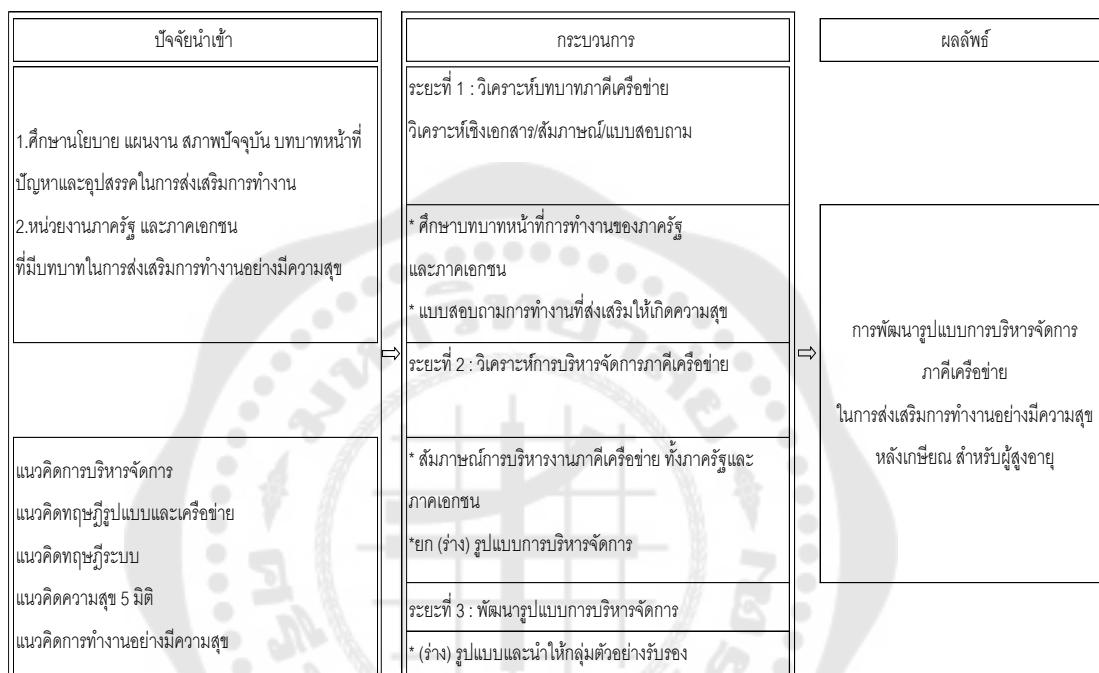 ปัจจัยนำเข้า
1.ศึกษานโยบาย แผนงาน สภาพปัจจุบัน บทบาทหน้าที่
ปัญหาและอุปสรรคในการส่งเสริมการทำงาน
2.หน่วยงานภาครัฐ และภาคเอกชน
ที่มีบทบาทในการส่งเสริมการทำงานอย่างมีความสุข
แนวคิดการบริหารจัดการ
แนวคิดทฤษฎีรูปแบบและเครือข่าย
แนวคิดทฤษฎีระบบ
แนวคิดความสุข 5 มิติ
แนวคิดการทำงานอย่างมีความสุข
กระบวนการ
ระยะที่ 1 : วิเคราะห์บทบาทภาคีเครือข่าย
วิเคราะห์เชิงเอกสาร/สัมภาษณ์/แบบสอบถาม
* ศึกษาบทบาทหน้าที่การทำงานของภาครัฐ
และภาคเอกชน
* แบบสอบถามการทำงานที่ส่งเสริมให้เกิดความสุข
ระยะที่ 2 : วิเคราะห์การบริหารจัดการภาคีเครือข่าย
* สัมภาษณ์การบริหารงานภาคีเครือข่าย ทั้งภาครัฐและ
ภาคเอกชน
*ยก (ร่าง) รูปแบบการบริหารจัดการ
ระยะที่ 3 : พัฒนารูปแบบการบริหารจัดการ
* (ร่าง) รูปแบบและนำให้กลุ่มตัวอย่างรับรอง
ผลลัพธ์
การพัฒนารูปแบบการบริหารจัดการ
ภาคีเครือข่าย
ในการส่งเสริมการทำงานอย่างมีความสุข
หลังเกษียณ สำหรับผู้สูงอายุ